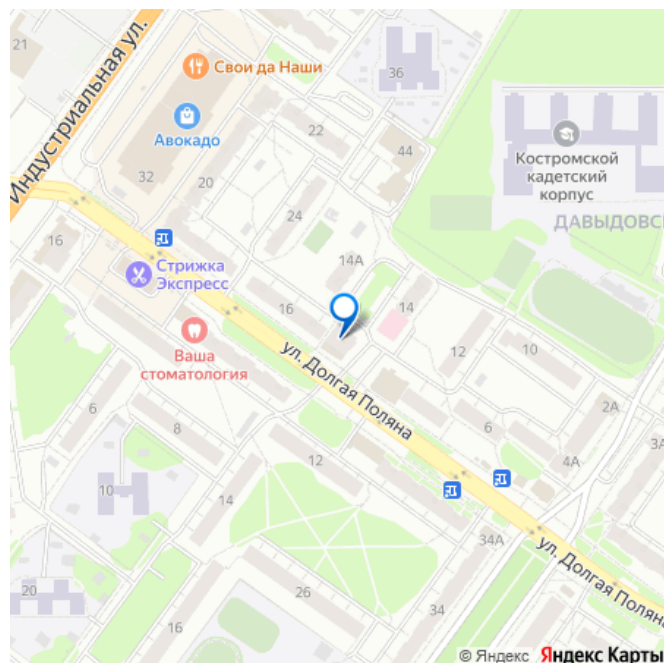 Индустриальная ул.
21
Свои да Наши
36
Авокадо
22
44
Костромской
кадетский
корпус
32
20
24
ДАВЫДОВС
16
14А
Стрижка
Экспресс
16
14
Ваша
стоматология
ул. Долгая Поляна
12
10
6
8
2А
6
12
4А
10
14
34А
ул. Долгая Поляна
3А
20
26
34
16
© Яндекс Яндекс Карты